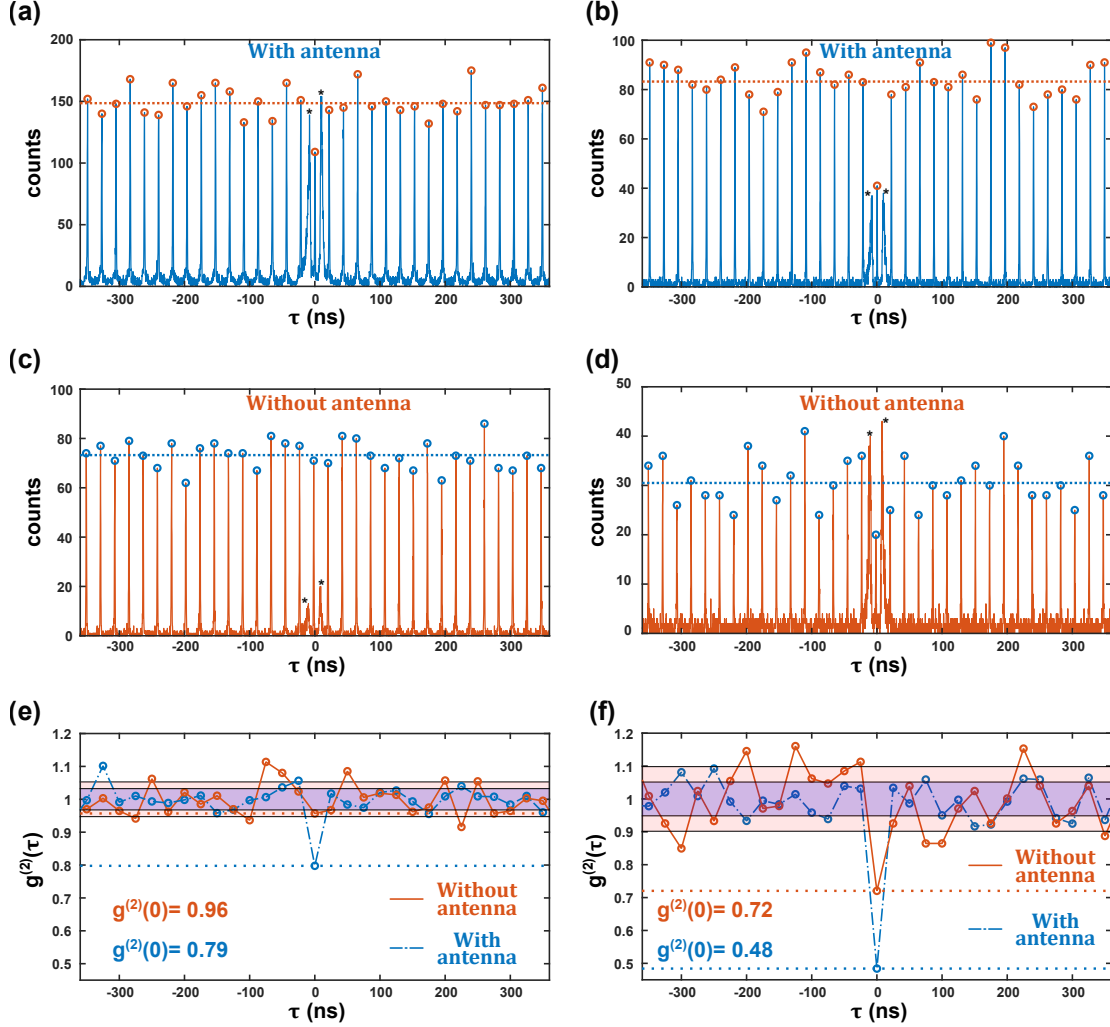 (a)
With antenna
counts
200
150
100
50
0
* *
-300 -200 -100 0 100 200 300
τ (ns)
(b)
With antenna
counts
100
80
60
40
20
0
* *
-300 -200 -100 0 100 200 300
τ (ns)
(c)
Without antenna
counts
100
80
60
40
20
0
* *
-300 -200 -100 0 100 200 300
τ (ns)
(d)
Without antenna
counts
50
40
30
20
10
0
* *
-300 -200 -100 0 100 200 300
τ (ns)
(e)
g⁽²⁾(τ)
1.2
1.1
1
0.9
0.8
0.7
0.6
0.5
Without
antenna
With
antenna
g⁽²⁾(0)= 0.96
g⁽²⁾(0)= 0.79
-300 -200 -100 0 100 200 300
τ (ns)
(f)
g⁽²⁾(τ)
1.2
1.1
1
0.9
0.8
0.7
0.6
0.5
Without
antenna
With
antenna
g⁽²⁾(0)= 0.72
g⁽²⁾(0)= 0.48
-300 -200 -100 0 100 200 300
τ (ns)